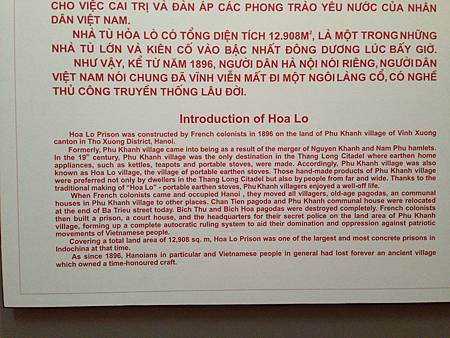 CHO VIỆC CAI TRỊ VÀ ĐÀN ÁP CÁC PHONG TRÀO YÊU NƯỚC CỦA NHÂN
DÂN VIỆT NAM.
NHÀ TÙ HỎA LÒ CÓ TỔNG DIỆN TÍCH 12.908M², LÀ MỘT TRONG NHỮNG
NHÀ TÙ LỚN VÀ KIÊN CỐ VÀO BẬC NHẤT ĐÔNG DƯƠNG LÚC BẤY GIỜ.
NHƯ VẬY, KỂ TỪ NĂM 1896, NGƯỜI DÂN HÀ NỘI NÓI RIÊNG, NGƯỜI DÂN
VIỆT NAM NÓI CHUNG ĐÃ VĨNH VIỄN MẤT ĐI MỘT NGÔI LÀNG CỔ, CÓ NGHỀ
THỦ CÔNG TRUYỀN THỐNG LÂU ĐỜI.
Introduction of Hoa Lo
Hoa Lo Prison was constructed by French colonists in 1896 on the land of Phu Khanh village of Vinh Xuong
canton in Tho Xuong District, Hanoi.
Formerly, Phu Khanh village came into being as a result of the merger of Nguyen Khanh and Nam Phu hamlets.
In the 19th century, Phu Khanh village was the only destination in the Thang Long Citadel where earthen home
appliances, such as kettles, teapots and portable stoves, were made. Accordingly, Phu Khanh village was also
known as Hoa Lo village, the village of portable earthen stoves. Those hand-made products of Phu Khanh village
were preferred not only by dwellers in the Thang Long Citadel but also by people from far and wide. Thanks to the
traditional making of "Hoa Lo" - portable earthen stoves, Phu Khanh villagers enjoyed a well-off life.
When French colonists came and occupied Hanoi , they moved all villagers, old-age pagodas, an communal
houses in Phu Khanh village to other places. Chan Tien pagoda and Phu Khanh communal house were relocated
at the end of Ba Trieu street today. Bich Thu and Bich Hoa pagodas were destroyed completely. French colonists
then built a prison, a court house, and the headquarters for their secret police on the land area of Phu Khanh
village, forming up a complete autocratic ruling system to aid their domination and oppression against patriotic
movements of Vietnamese people.
Covering a total land area of 12,908 sq. m, Hoa Lo Prison was one of the largest and most concrete prisons in
Indochina at that time.
As since 1896, Hanoians in particular and Vietnamese people in general had lost forever an ancient village
which owned a time-honoured craft.